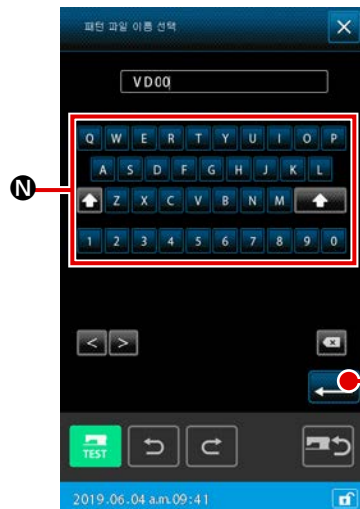 패턴 파일 이름 선택
VD00
Q W E R T Y U I O P
A S D F G H J K L
N
Z X C V B N M
1 2 3 4 5 6 7 8 9 0
< >
TEST
2019.06.04 a.m.09:41